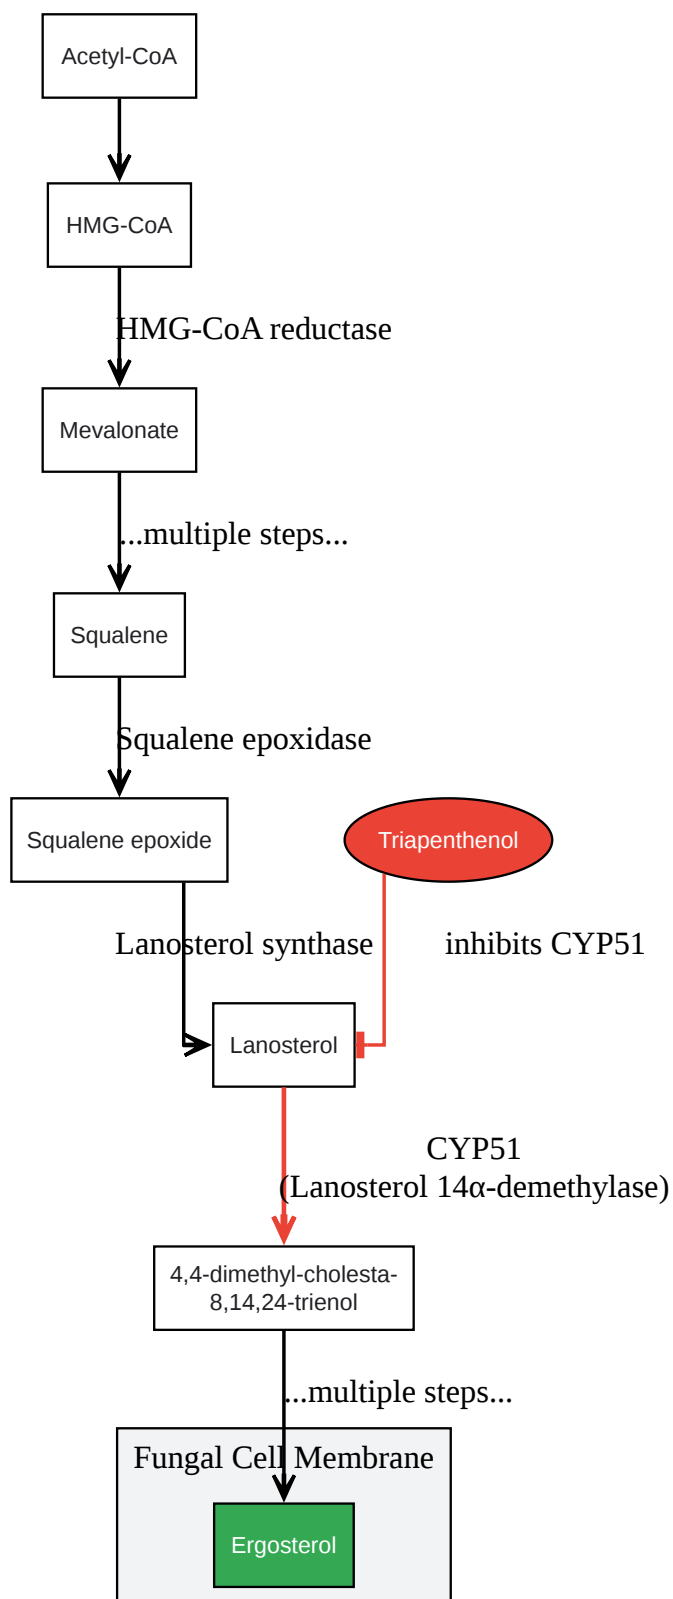 Acetyl-CoA
HMG-CoA
HMG-CoA reductase
Mevalonate
...multiple steps...
Squalene
Squalene epoxidase
Squalene epoxide
Triapenthenol
Lanosterol synthase
inhibits CYP51
Lanosterol
CYP51
(Lanosterol 14α-demethylase)
4,4-dimethyl-cholesta-
8,14,24-trienol
...multiple steps...
Fungal Cell Membrane
Ergosterol